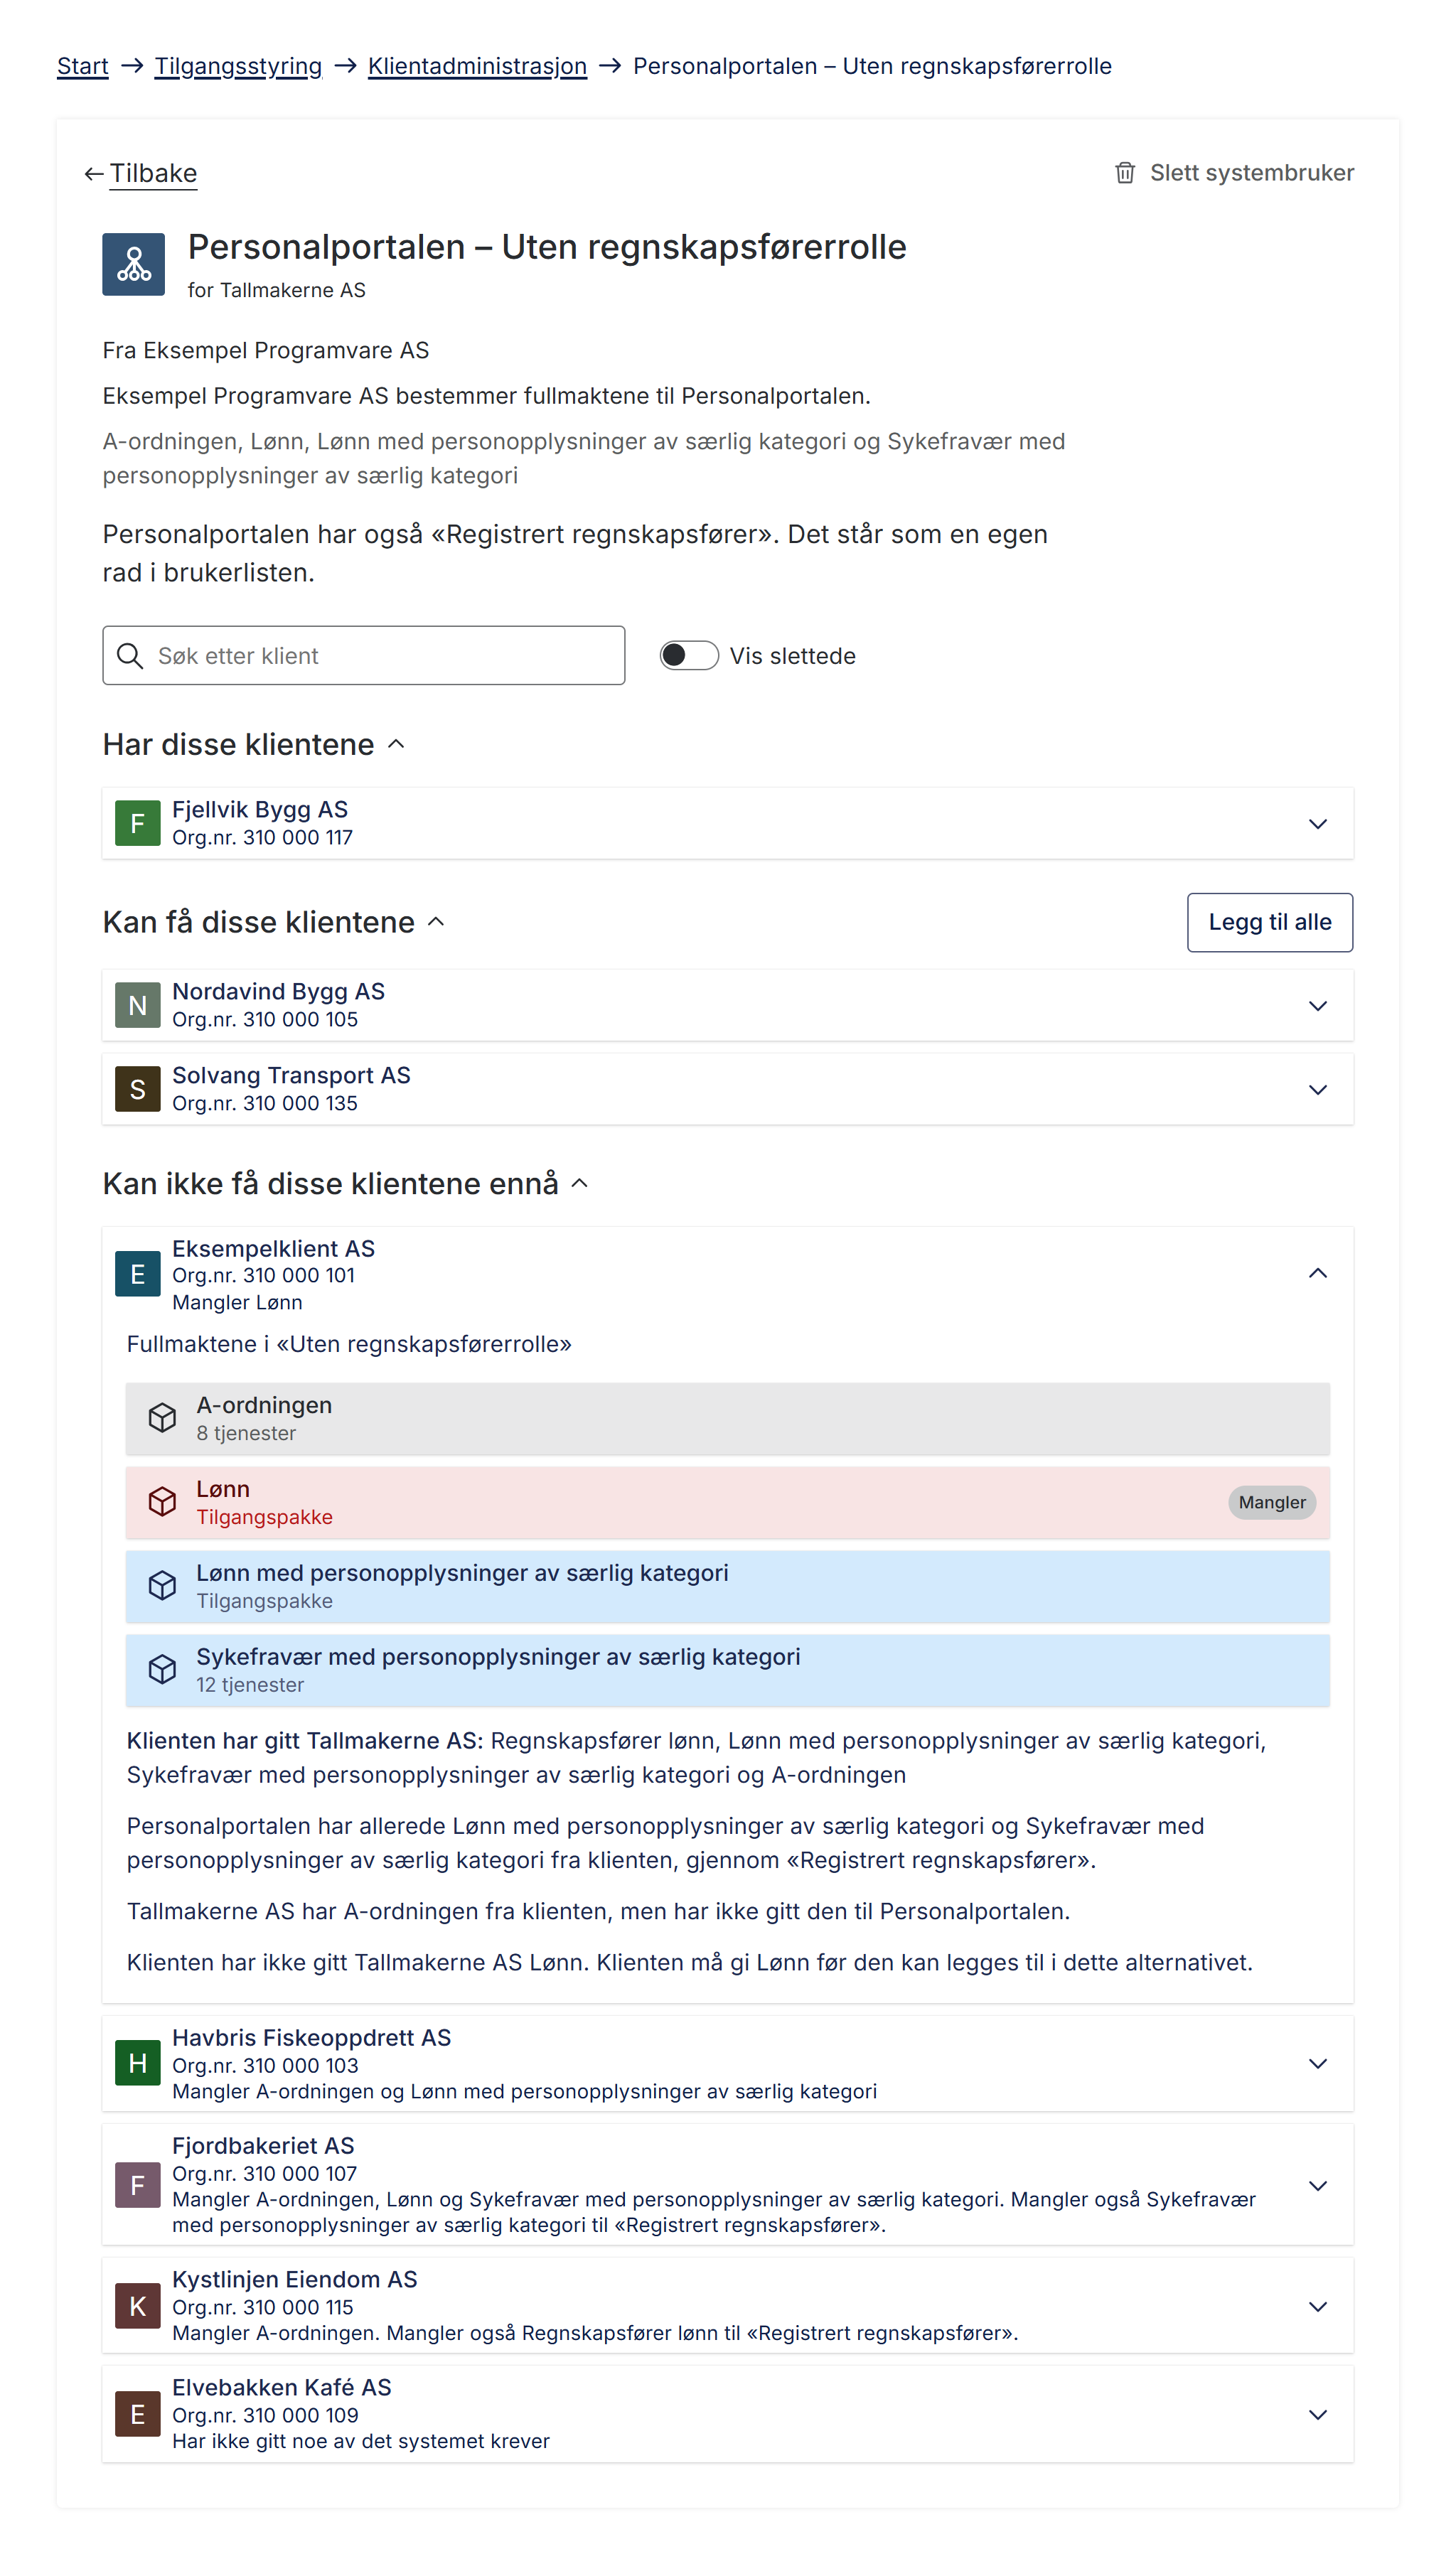 Start → Tilgangsstyring → Klientadministrasjon → Personalportalen – Uten regnskapsførerrolle
← Tilbake
Slett systembruker
Personalportalen – Uten regnskapsførerrolle
for Tallmakerne AS
Fra Eksempel Programvare AS
Eksempel Programvare AS bestemmer fullmaktene til Personalportalen.
A-ordningen, Lønn, Lønn med personopplysninger av særlig kategori og Sykefravær med
personopplysninger av særlig kategori
Personalportalen har også «Registrert regnskapsfører». Det står som en egen
rad i brukerlisten.
Søk etter klient
Vis slettede
Har disse klientene
F
Fjellvik Bygg AS
Org.nr. 310 000 117
Kan få disse klientene
Legg til alle
N
Nordavind Bygg AS
Org.nr. 310 000 105
S
Solvang Transport AS
Org.nr. 310 000 135
Kan ikke få disse klientene ennå
E
Eksempelklient AS
Org.nr. 310 000 101
Mangler Lønn
Fullmaktene i «Uten regnskapsførerrolle»
A-ordningen
8 tjenester
Lønn
Tilgangspakke
Mangler
Lønn med personopplysninger av særlig kategori
Tilgangspakke
Sykefravær med personopplysninger av særlig kategori
12 tjenester
Klienten har gitt Tallmakerne AS: Regnskapsfører lønn, Lønn med personopplysninger av særlig kategori,
Sykefravær med personopplysninger av særlig kategori og A-ordningen
Personalportalen har allerede Lønn med personopplysninger av særlig kategori og Sykefravær med
personopplysninger av særlig kategori fra klienten, gjennom «Registrert regnskapsfører».
Tallmakerne AS har A-ordningen fra klienten, men har ikke gitt den til Personalportalen.
Klienten har ikke gitt Tallmakerne AS Lønn. Klienten må gi Lønn før den kan legges til i dette alternativet.
H
Havbris Fiskeoppdrett AS
Org.nr. 310 000 103
Mangler A-ordningen og Lønn med personopplysninger av særlig kategori
F
Fjordbakeriet AS
Org.nr. 310 000 107
Mangler A-ordningen, Lønn og Sykefravær med personopplysninger av særlig kategori. Mangler også Sykefravær
med personopplysninger av særlig kategori til «Registrert regnskapsfører».
K
Kystlinjen Eiendom AS
Org.nr. 310 000 115
Mangler A-ordningen. Mangler også Regnskapsfører lønn til «Registrert regnskapsfører».
E
Elvebakken Kafé AS
Org.nr. 310 000 109
Har ikke gitt noe av det systemet krever